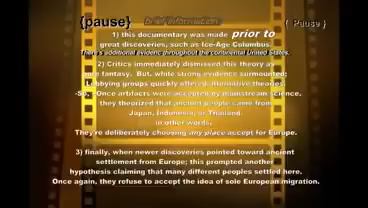 {pause}
Brief Information:
{ Pause }
1) this documentary was made prior to
great discoveries, such as Ice-Age Columbus
There's additional evidence throughout the continental United States.
2) Critics immediately dismissed this theory as
mere fantasy. But, while strong evidence surmounted;
Lobbying groups quickly offered alternative theories.
-So, -Once artifacts were accepted by mainstream science,
they theorized that ancient people came from
Japan, Indonesia, or Thailand.
in other words,
They're deliberately choosing any place accept for Europe.
3) finally, when newer discoveries pointed toward ancient
settlement from Europe; this prompted another
hypothesis claiming that many different peoples settled here.
Once again, they refuse to accept the idea of sole European migration.